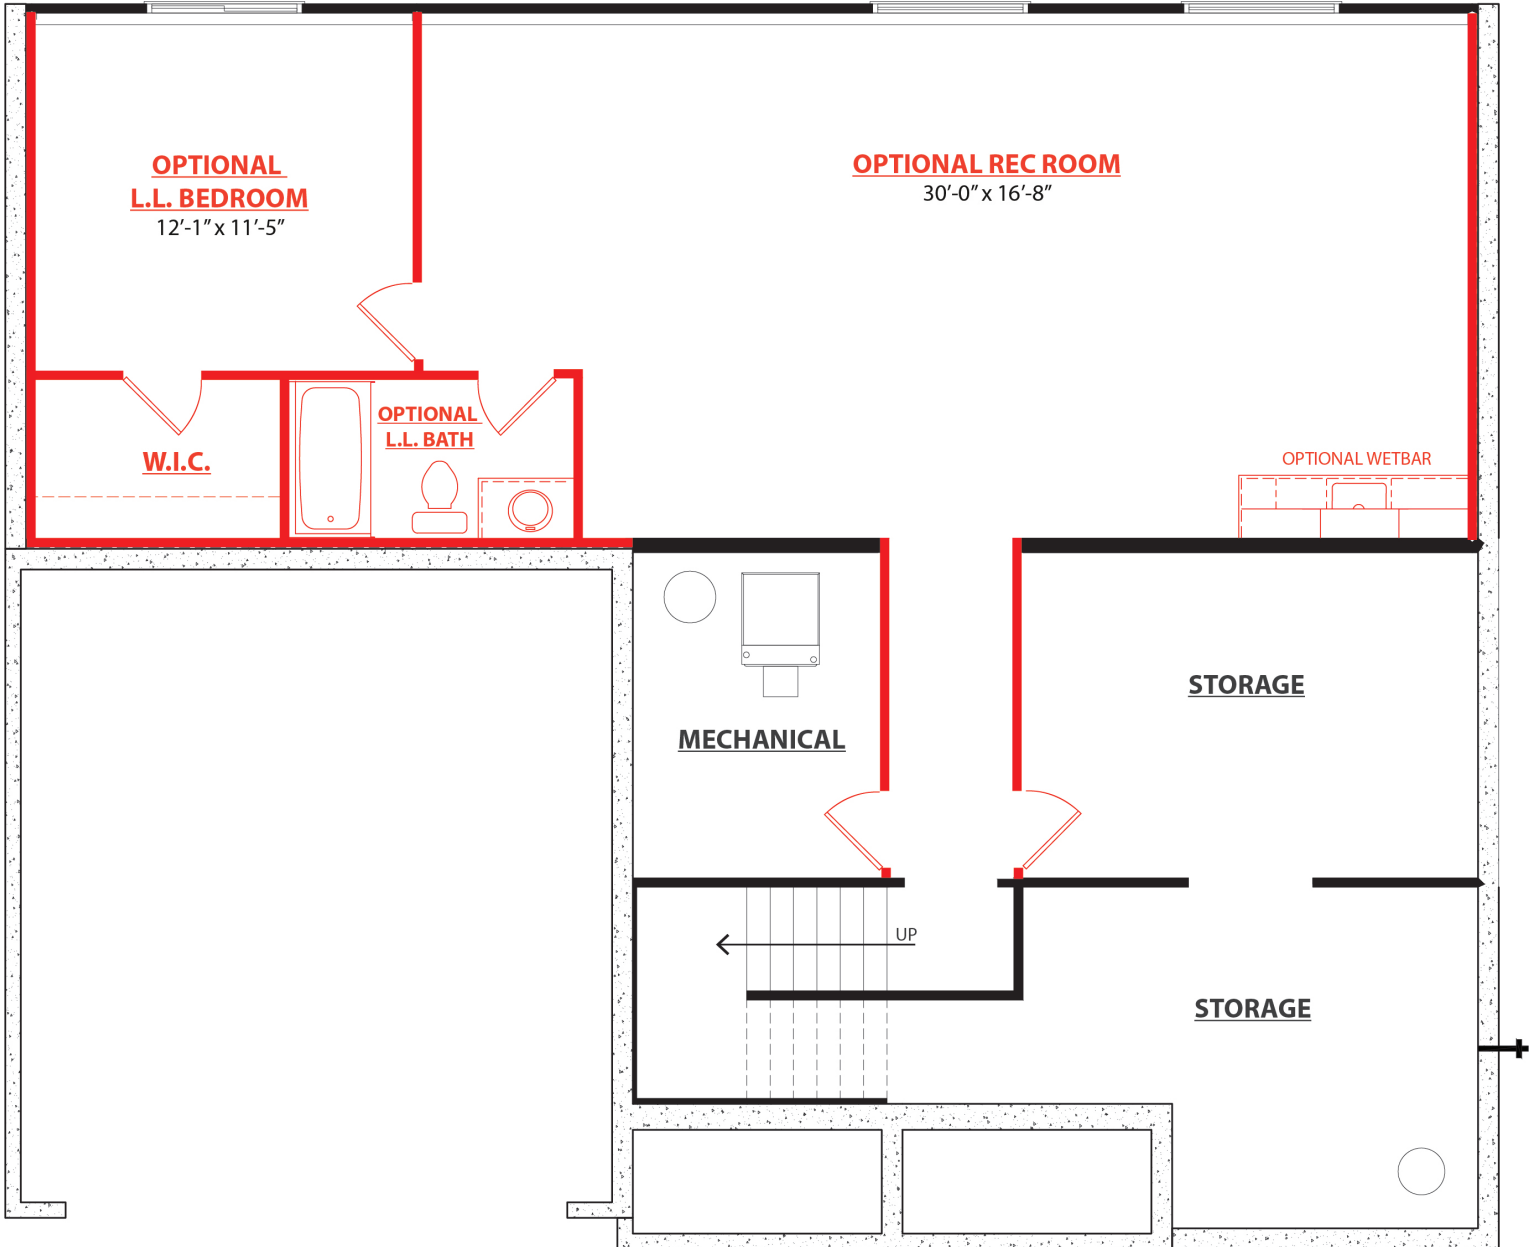 OPTIONAL
L.L. BEDROOM
12’-1” x 11’-5”
OPTIONAL REC ROOM
30’-0” x 16’-8”
OPTIONAL
L.L. BATH
W.I.C.
OPTIONAL WETBAR
MECHANICAL
STORAGE
UP
STORAGE